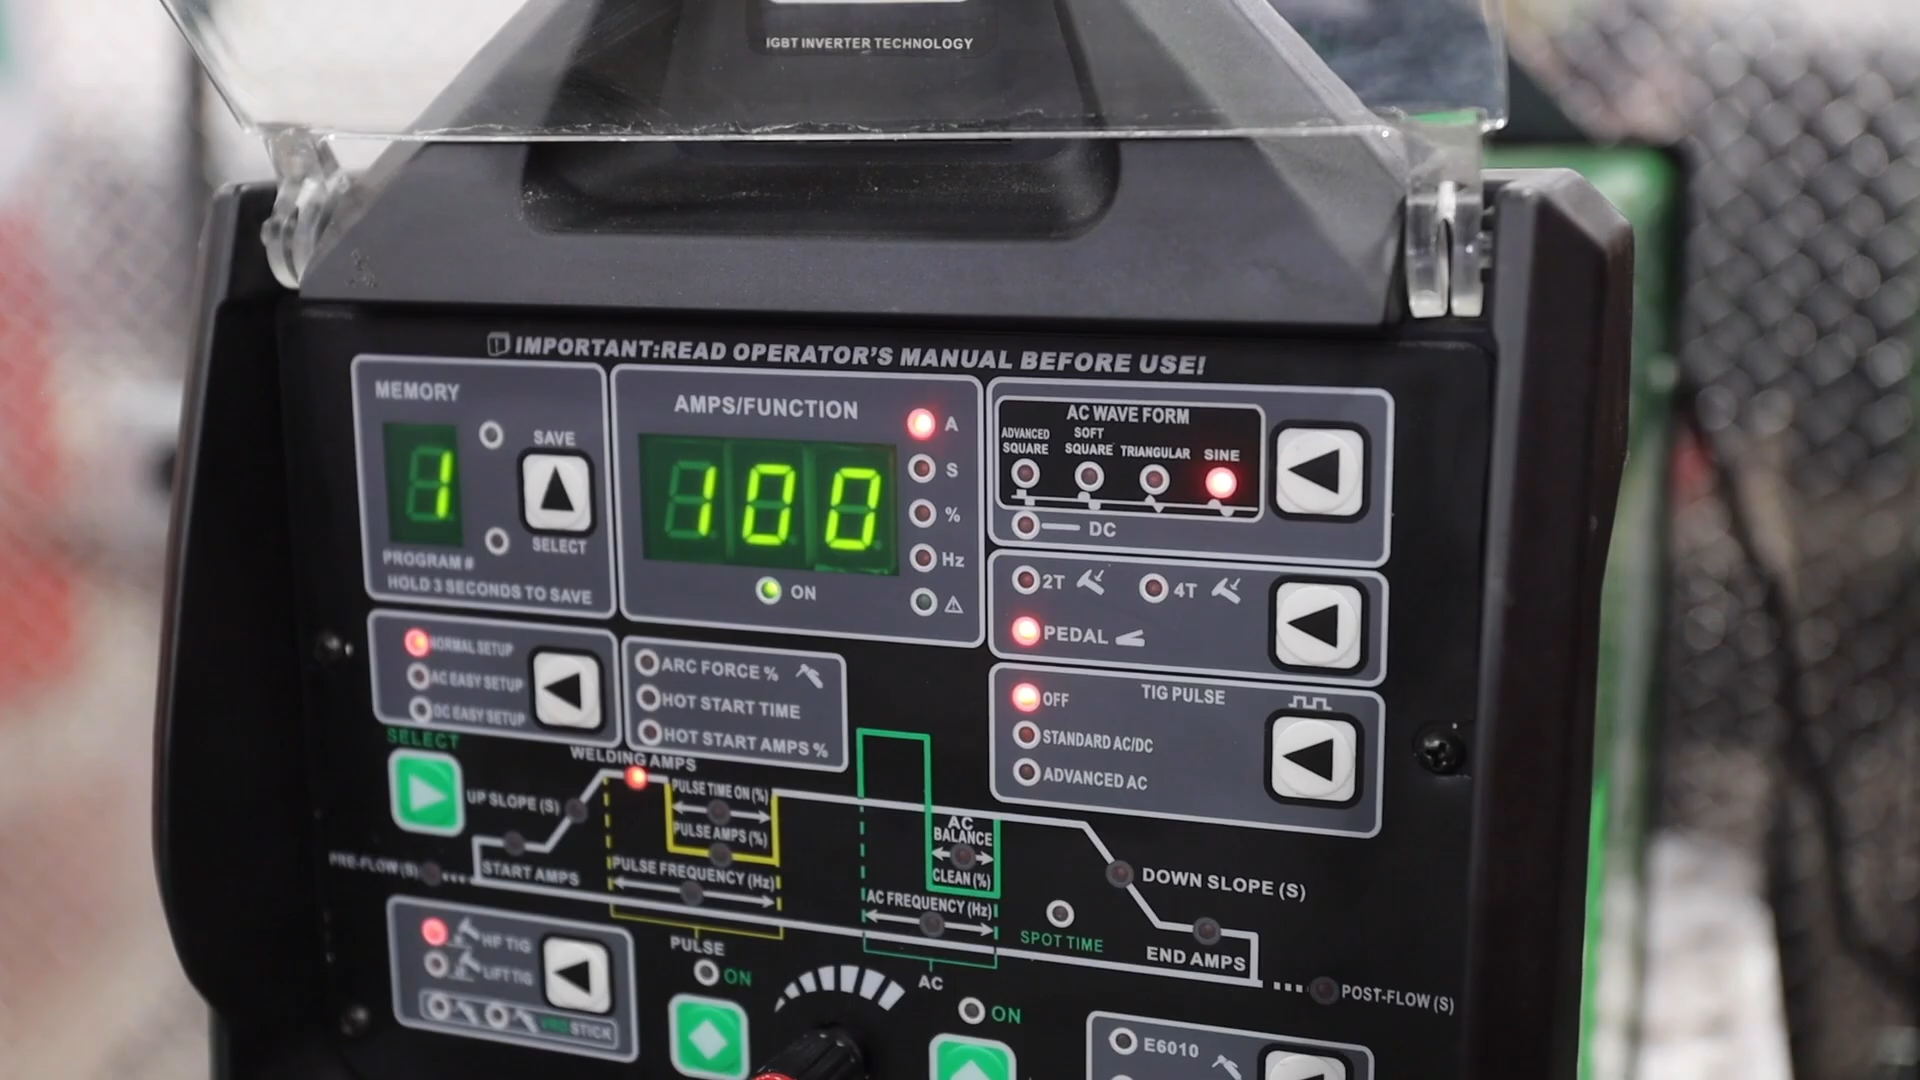 IGBT INVERTER TECHNOLOGY
IMPORTANT:READ OPERATOR'S MANUAL BEFORE USE!
MEMORY
1
SAVE
SELECT
PROGRAM #
HOLD 3 SECONDS TO SAVE
AMPS/FUNCTION
100
A
S
%
Hz
ON
AC WAVE FORM
ADVANCED SQUARE
SOFT SQUARE
TRIANGULAR
SINE
DC
2T
4T
PEDAL
TIG PULSE
OFF
STANDARD AC/DC
ADVANCED AC
NORMAL SETUP
AC EASY SETUP
DC EASY SETUP
ARC FORCE %
HOT START TIME
HOT START AMPS %
SELECT
WELDING AMPS
UP SLOPE (S)
PULSE TIME ON (%)
PULSE AMPS (%)
PRE-FLOW (S)
START AMPS
PULSE FREQUENCY (Hz)
AC BALANCE
CLEAN (%)
AC FREQUENCY (Hz)
DOWN SLOPE (S)
SPOT TIME
END AMPS
POST-FLOW (S)
HF TIG
LIFT TIG
STICK
PULSE
ON
AC
ON
E6010